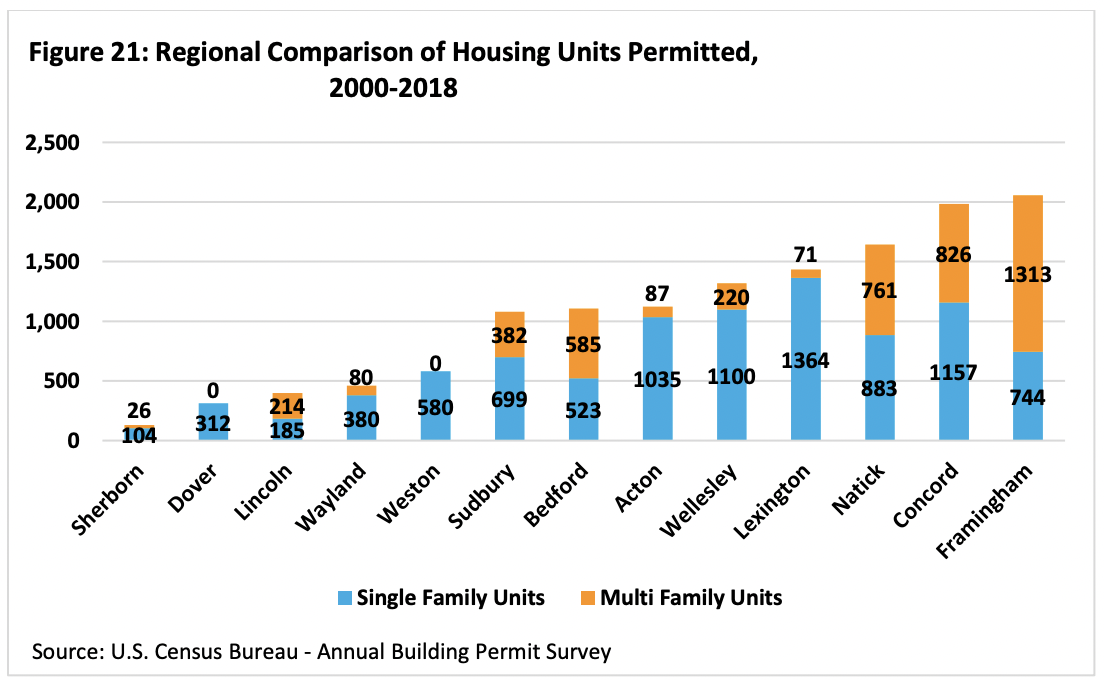 Figure 21: Regional Comparison of Housing Units Permitted,
2000-2018
2,500
2,000
1,500
1,000
500
0
26
104
0
312
214
185
80
380
0
580
382
699
585
523
87
1035
220
1100
71
1364
761
883
826
1157
1313
744
Sherborn
Dover
Lincoln
Wayland
Weston
Sudbury
Bedford
Acton
Wellesley
Lexington
Natick
Concord
Framingham
Single Family Units
Multi Family Units
Source: U.S. Census Bureau - Annual Building Permit Survey